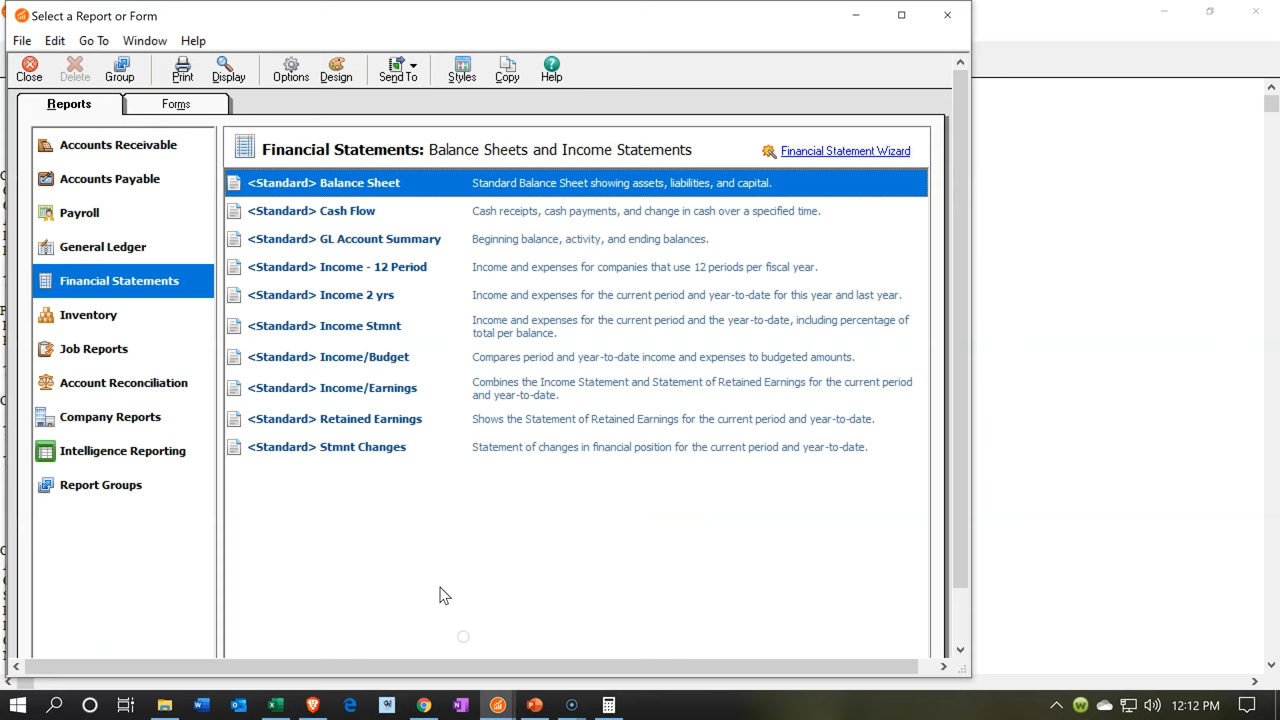 Select a Report or Form
File Edit Go To Window Help
Close Delete Group Print Display Options Design Send To Styles Copy Help
Reports Forms
Accounts Receivable
Accounts Payable
Payroll
General Ledger
Financial Statements
Inventory
Job Reports
Account Reconciliation
Company Reports
Intelligence Reporting
Report Groups
Financial Statements: Balance Sheets and Income Statements Financial Statement Wizard
<Standard> Balance Sheet Standard Balance Sheet showing assets, liabilities, and capital.
<Standard> Cash Flow Cash receipts, cash payments, and change in cash over a specified time.
<Standard> GL Account Summary Beginning balance, activity, and ending balances.
<Standard> Income - 12 Period Income and expenses for companies that use 12 periods per fiscal year.
<Standard> Income 2 yrs Income and expenses for the current period and year-to-date for this year and last year.
<Standard> Income Stmnt Income and expenses for the current period and the year-to-date, including percentage of
total per balance.
<Standard> Income/Budget Compares period and year-to-date income and expenses to budgeted amounts.
<Standard> Income/Earnings Combines the Income Statement and Statement of Retained Earnings for the current period
and year-to-date.
<Standard> Retained Earnings Shows the Statement of Retained Earnings for the current period and year-to-date.
<Standard> Stmnt Changes Statement of changes in financial position for the current period and year-to-date.
12:12 PM